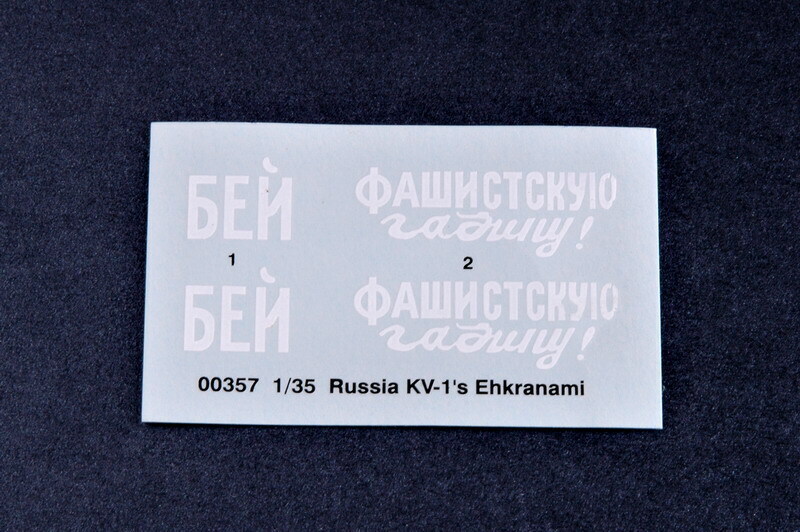 БЕЙ
ФАШИСТСКУЮ
гадину!
1
2
БЕЙ
ФАШИСТСКУЮ
гадину!
00357 1/35 Russia KV-1's Ehkranami